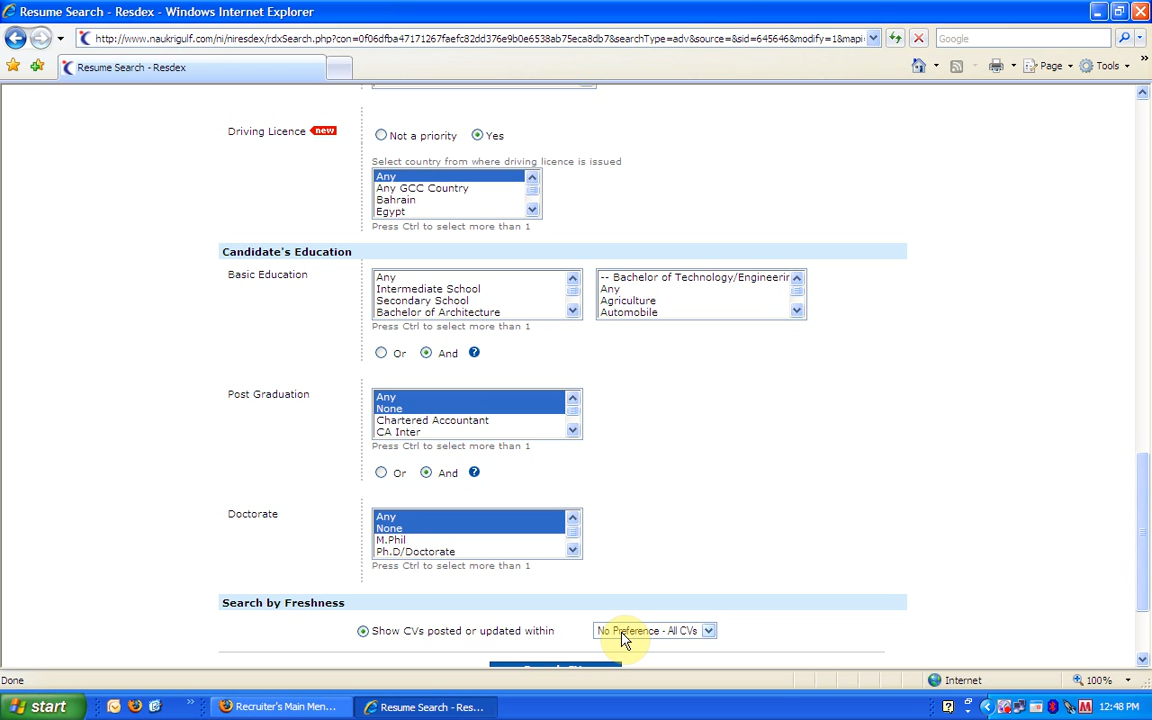 Resume Search - Resdex - Windows Internet Explorer
http://www.naukrigulf.com/ni/niresdex/rdxSearch.php?con=0f06dfba47171267faefc82dd376e9b0e6538ab75eca8db7&searchType=adv&source=&sid=645646&modify=1&mapi
Google
Resume Search - Resdex
Page
Tools
Driving Licence new
Not a priority Yes
Select country from where driving licence is issued
Any
Any GCC Country
Bahrain
Egypt
Press Ctrl to select more than 1
Candidate's Education
Basic Education
Any
Intermediate School
Secondary School
Bachelor of Architecture
-- Bachelor of Technology/Engineerin
Any
Agriculture
Automobile
Press Ctrl to select more than 1
Or And ?
Post Graduation
Any
None
Chartered Accountant
CA Inter
Press Ctrl to select more than 1
Or And ?
Doctorate
Any
None
M.Phil
Ph.D/Doctorate
Press Ctrl to select more than 1
Search by Freshness
Show CVs posted or updated within No Preference - All CVs
Done
Internet
100%
start
Recruiter's Main Men...
Resume Search - Res...
12:48 PM